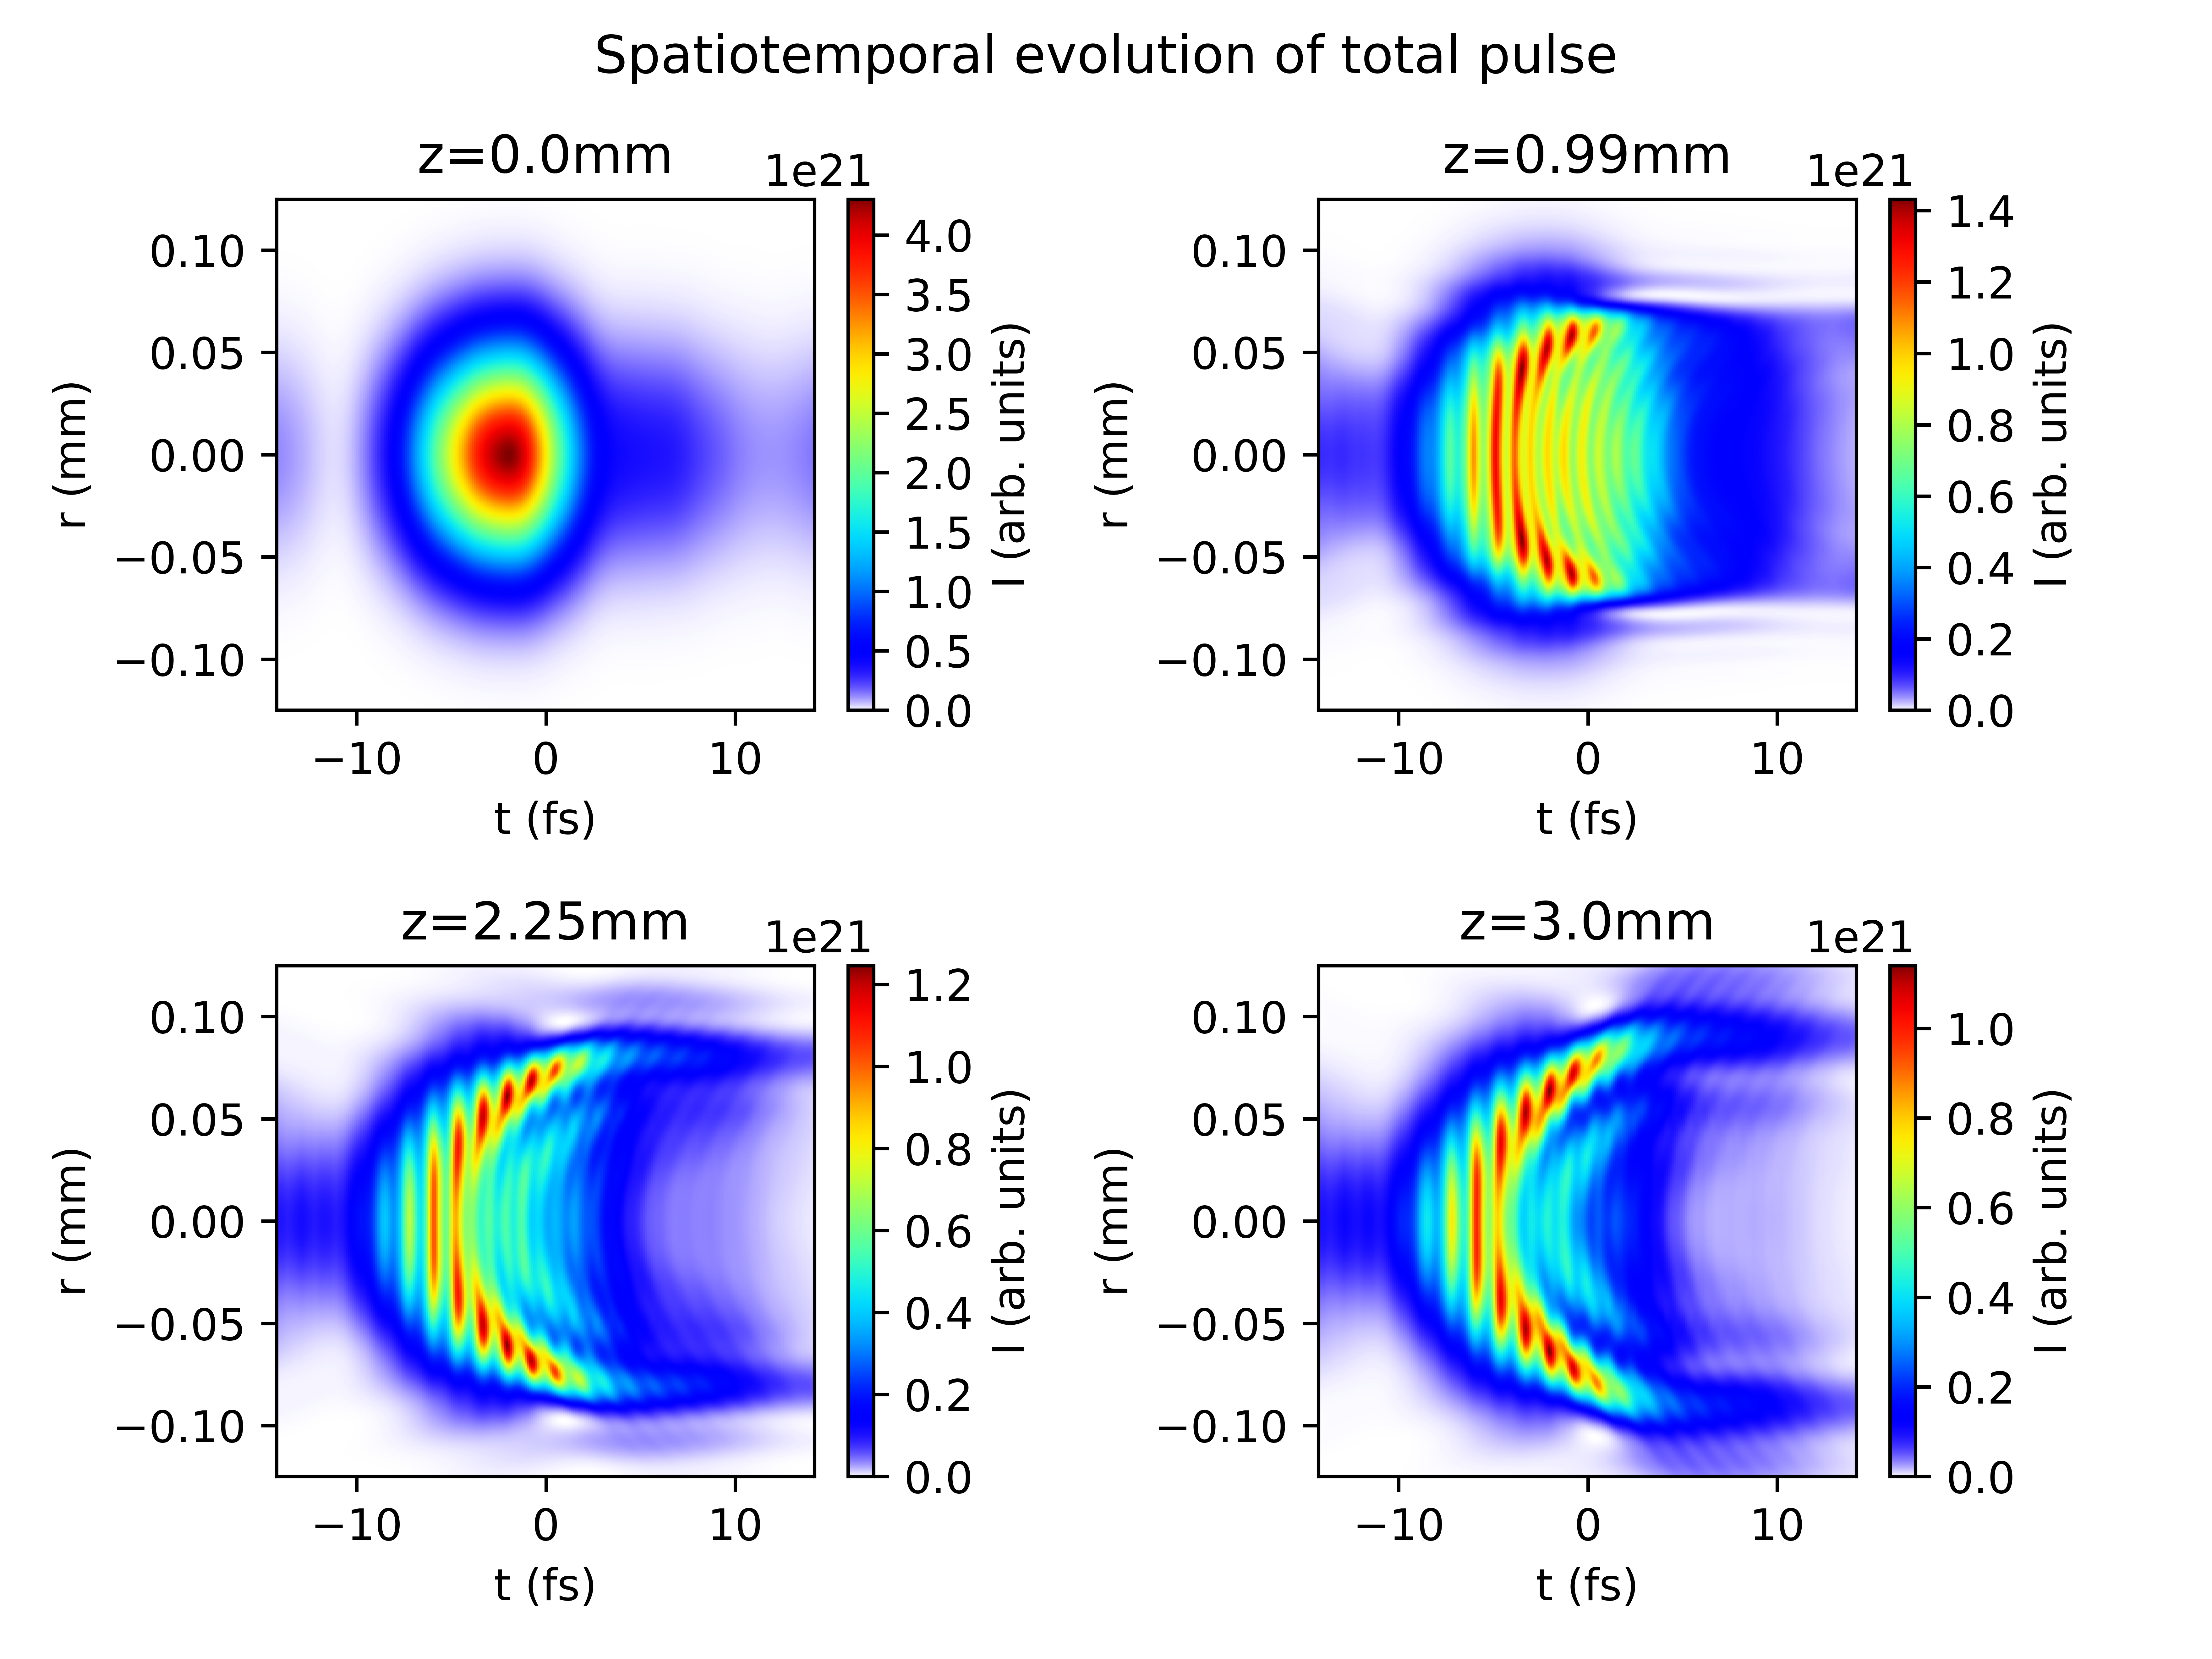 Spatiotemporal evolution of total pulse
z=0.0mm
1e21
0.10
0.05
0.00
−0.05
−0.10
r (mm)
−10 0 10
t (fs)
4.0
3.5
3.0
2.5
2.0
1.5
1.0
0.5
0.0
I (arb. units)
z=0.99mm
1e21
0.10
0.05
0.00
−0.05
−0.10
r (mm)
−10 0 10
t (fs)
1.4
1.2
1.0
0.8
0.6
0.4
0.2
0.0
I (arb. units)
z=2.25mm
1e21
0.10
0.05
0.00
−0.05
−0.10
r (mm)
−10 0 10
t (fs)
1.2
1.0
0.8
0.6
0.4
0.2
0.0
I (arb. units)
z=3.0mm
1e21
0.10
0.05
0.00
−0.05
−0.10
r (mm)
−10 0 10
t (fs)
1.0
0.8
0.6
0.4
0.2
0.0
I (arb. units)